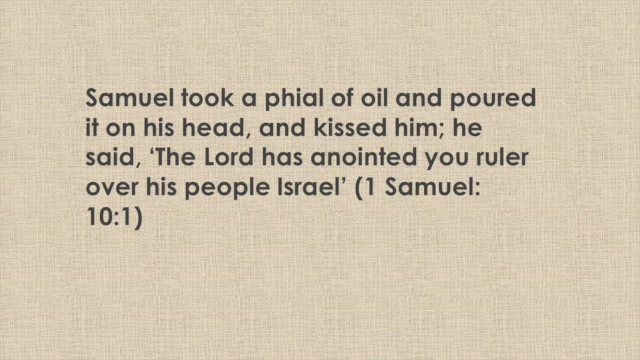 Samuel took a phial of oil and poured
it on his head, and kissed him; he
said, ‘The Lord has anointed you ruler
over his people Israel’ (1 Samuel:
10:1)